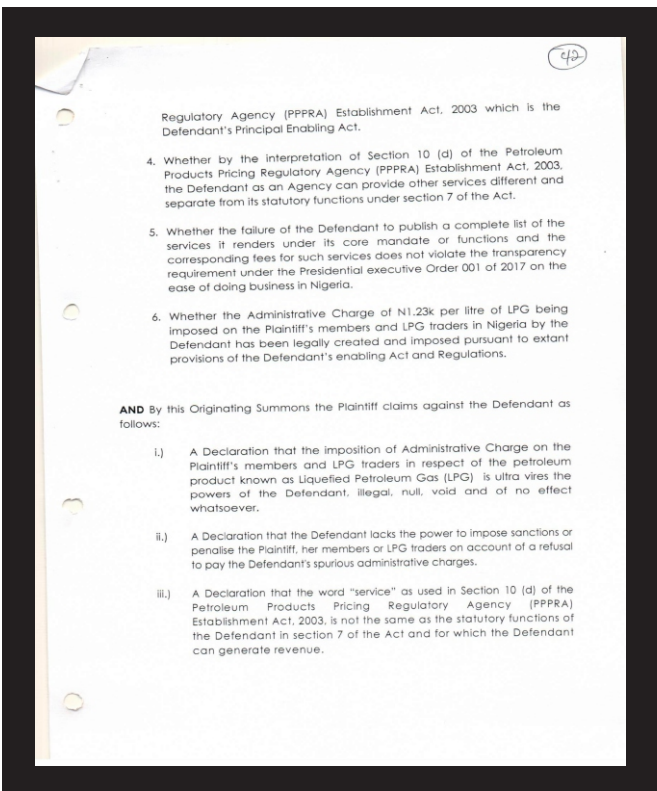 42
Regulatory Agency (PPPRA) Establishment Act, 2003 which is the
Defendant's Principal Enabling Act.
4. Whether by the interpretation of Section 10 (d) of the Petroleum
Products Pricing Regulatory Agency (PPPRA) Establishment Act, 2003,
the Defendant as an Agency can provide other services different and
separate from its statutory functions under section 7 of the Act.
5. Whether the failure of the Defendant to publish a complete list of the
services it renders under its core mandate or functions and the
corresponding fees for such services does not violate the transparency
requirement under the Presidential executive Order 001 of 2017 on the
ease of doing business in Nigeria.
6. Whether the Administrative Charge of N1.23k per litre of LPG being
imposed on the Plaintiff's members and LPG traders in Nigeria by the
Defendant has been legally created and imposed pursuant to extant
provisions of the Defendant's enabling Act and Regulations.
AND By this Originating Summons the Plaintiff claims against the Defendant as
follows:
i.) A Declaration that the imposition of Administrative Charge on the
Plaintiff's members and LPG traders in respect of the petroleum
product known as Liquefied Petroleum Gas (LPG) is ultra vires the
powers of the Defendant, illegal, null, void and of no effect
whatsoever.
ii.) A Declaration that the Defendant lacks the power to impose sanctions or
penalise the Plaintiff, her members or LPG traders on account of a refusal
to pay the Defendant's spurious administrative charges.
iii.) A Declaration that the word "service" as used in Section 10 (d) of the
Petroleum Products Pricing Regulatory Agency (PPPRA)
Establishment Act, 2003, is not the same as the statutory functions of
the Defendant in section 7 of the Act and for which the Defendant
can generate revenue.